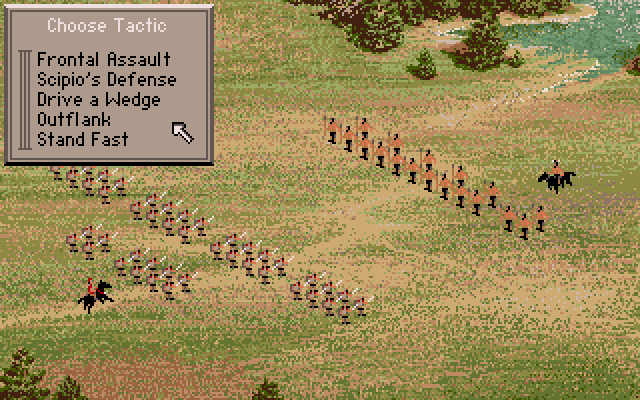 Choose Tactic
Frontal Assault
Scipio's Defense
Drive a Wedge
Outflank
Stand Fast